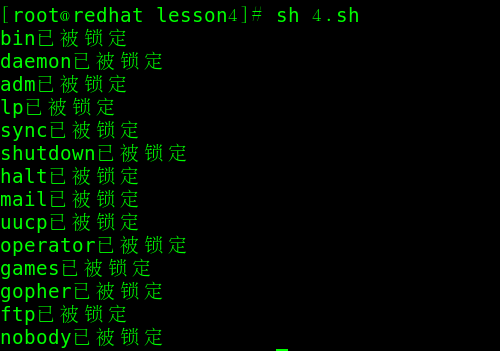 [root@redhat lesson4]# sh 4.sh
bin已被锁定
daemon已被锁定
adm已被锁定
lp已被锁定
sync已被锁定
shutdown已被锁定
halt已被锁定
mail已被锁定
uucp已被锁定
operator已被锁定
games已被锁定
gopher已被锁定
ftp已被锁定
nobody已被锁定